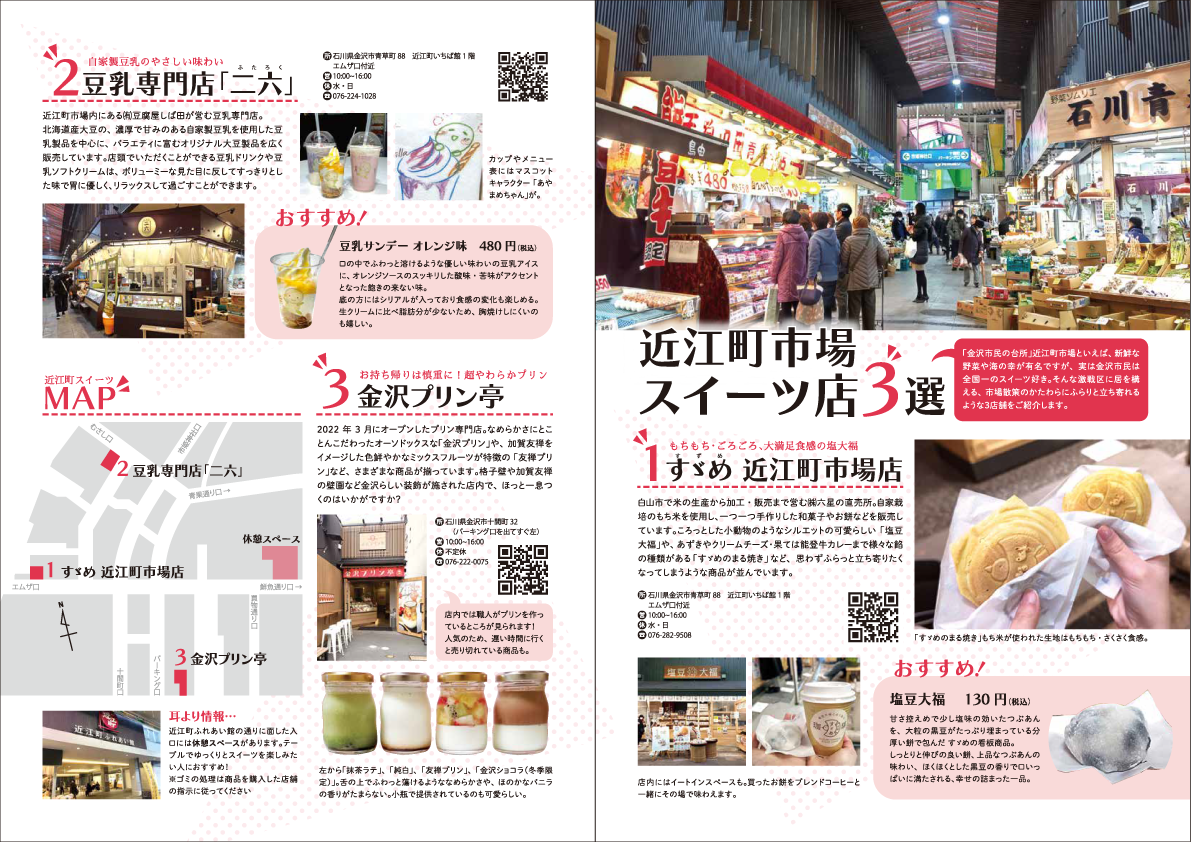 近江町市場
スイーツ店3選
「金沢市民の台所」近江町市場といえば、新鮮な
野菜や海の幸が有名ですが、実は金沢市民は
全国一のスイーツ好き。そんな激戦区に居を構
える、市場散策のかたわらにふらりと立ち寄れる
ような3店舗をご紹介します。
もちもち・ごろごろ、大満足食感の塩大福
すずめ
1 すゞめ 近江町市場店
白山市で米の生産から加工・販売まで営む㈱六星の直売所。自家栽
培のもち米を使用し、一つ一つ手作りした和菓子やお餅などを販売し
ています。ころっとした小動物のようなシルエットの可愛らしい「塩豆
大福」や、あずきやクリームチーズ・果ては能登牛カレーまで様々な餡
の種類がある「すゞめのまる焼き」など、思わずふらっと立ち寄りたく
なってしまうような商品が並んでいます。
所 石川県金沢市青草町88 近江町いちば館1階
エムザ口付近
営 10:00~16:00
休 水・日
☎ 076-282-9508
「すゞめのまる焼き」もち米が使われた生地はもちもち・さくさく食感。
塩豆大福
店内にはイートインスペースも。買ったお餅をブレンドコーヒーと
一緒にその場で味わえます。
おすすめ!
塩豆大福 130円(税込)
甘さ控えめで少し塩味の効いたつぶあん
を、大粒の黒豆がたっぷり埋まっている分
厚い餅で包んだ すゞめの看板商品。
しっとりと伸びの良い餅、上品なつぶあんの
味わい、ほくほくとした黒豆の香りで口いっ
ぱいに満たされる、幸せの詰まった一品。
野菜ソムリエ
石川青
石川
島由
480
自家製豆乳のやさしい味わい
ふたろく
2 豆乳専門店「二六」
所 石川県金沢市青草町88 近江町いちば館1階
エムザ口付近
営 10:00~16:00
休 水・日
☎ 076-224-1028
近江町市場内にある㈲豆腐屋しば田が営む豆乳専門店。
北海道産大豆の、濃厚で甘みのある自家製豆乳を使用した豆
乳製品を中心に、バラエティに富むオリジナル大豆製品を広く
販売しています。店頭でいただくことができる豆乳ドリンクや豆
乳ソフトクリームは、ボリューミーな見た目に反してすっきりとし
た味で胃に優しく、リラックスして過ごすことができます。
カップやメニュー
表にはマスコット
キャラクター「あや
まめちゃん」が。
二六
おすすめ!
豆乳サンデー オレンジ味 480円(税込)
口の中でふわっと溶けるような優しい味わいの豆乳アイス
に、オレンジソースのスッキリした酸味・苦味がアクセント
となった飽きの来ない味。
底の方にはシリアルが入っており食感の変化も楽しめる。
生クリームに比べ脂肪分が少ないため、胸焼けしにくいの
も嬉しい。
近江町スイーツ
MAP
むさし口
市姫神社口
2 豆乳専門店「二六」
青果通り口→
休憩スペース
1 すゞめ 近江町市場店
エムザ口
鮮魚通り口→
N
買物通り口
3 金沢プリン亭
十間町口
パーキング口
近江町ふれあい館
耳より情報…
近江町ふれあい館の通りに面した入
口には休憩スペースがあります。テー
ブルでゆっくりとスイーツを楽しみた
い人におすすめ!
※ゴミの処理は商品を購入した店舗
の指示に従ってください
お持ち帰りは慎重に!超やわらかプリン
3 金沢プリン亭
2022年3月にオープンしたプリン専門店。なめらかさにとこ
とんこだわったオーソドックスな「金沢プリン」や、加賀友禅を
イメージした色鮮やかなミックスフルーツが特徴の「友禅プリ
ン」など、さまざまな商品が揃っています。格子壁や加賀友禅
の壁面など金沢らしい装飾が施された店内で、ほっと一息つ
くのはいかがですか?
金沢プリン亭
所 石川県金沢市十間町32
(パーキング口を出てすぐ左)
営 10:00~16:00
休 不定休
☎ 076-222-0075
店内では職人がプリンを作っ
ているところが見られます!
人気のため、遅い時間に行く
と売り切れている商品も。
左から「抹茶ラテ」、「純白」、「友禅プリン」、「金沢ショコラ(冬季限
定)」。舌の上でふわっと蕩けるようななめらかさや、ほのかなバニラ
の香りがたまらない。小瓶で提供されているのも可愛らしい。